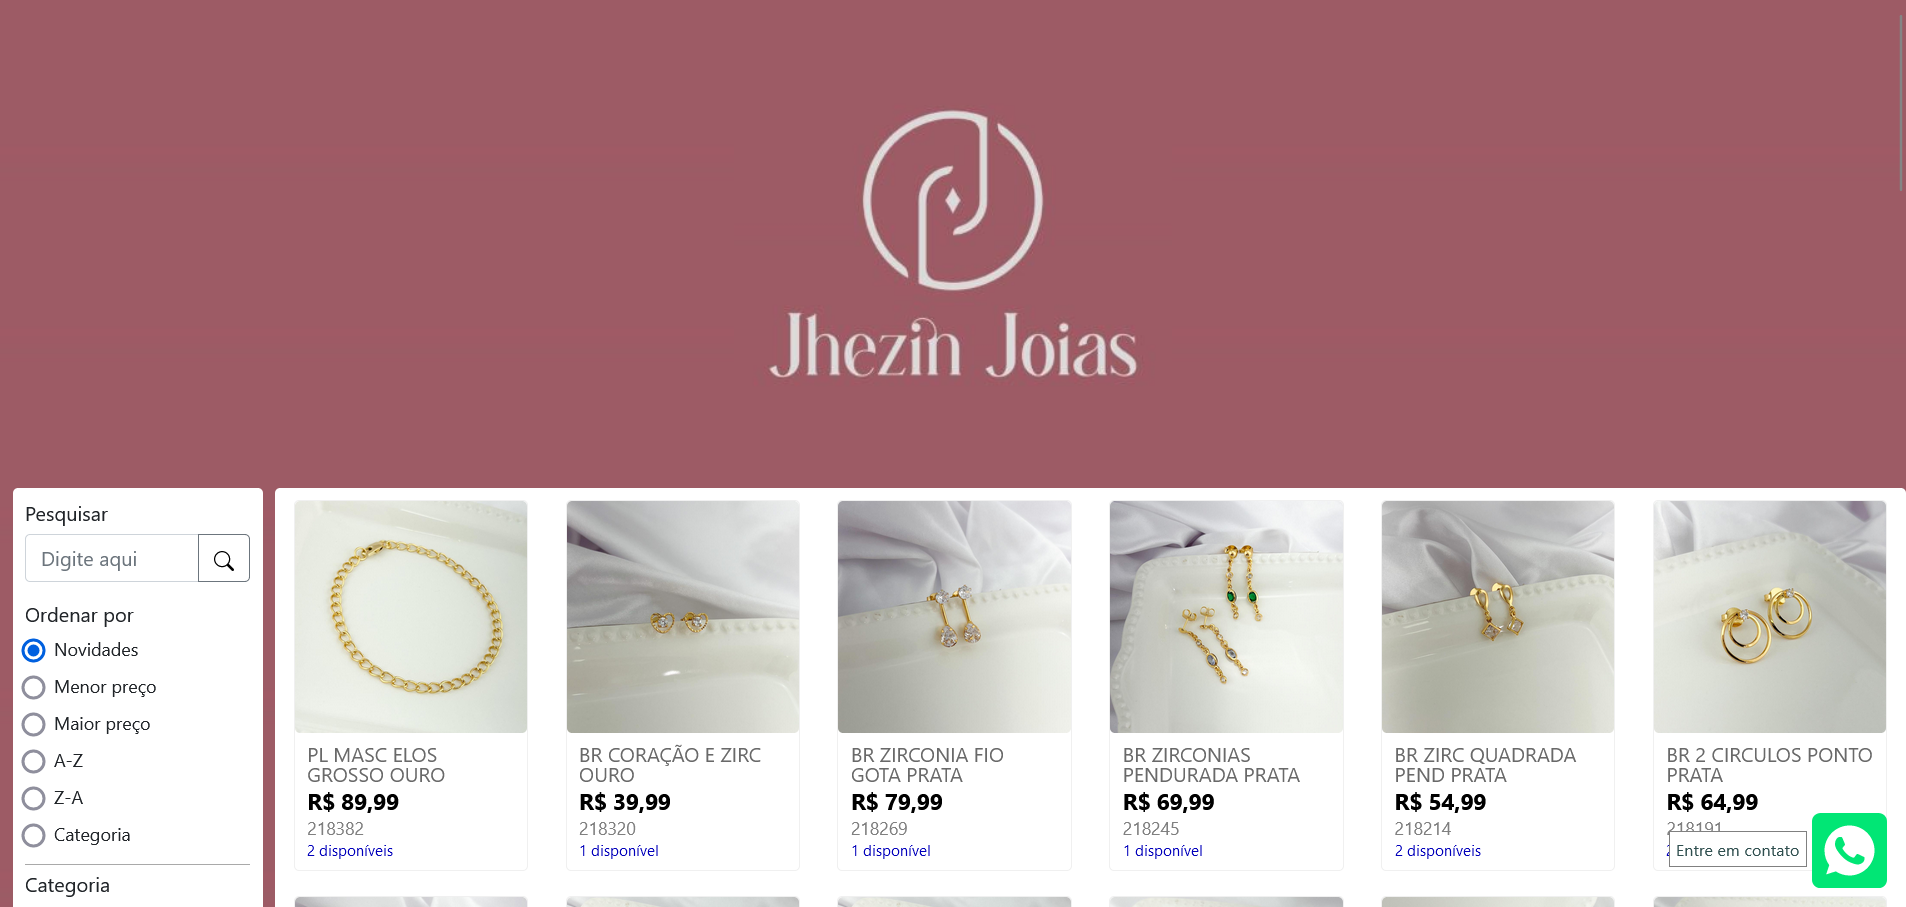 Jhezin Joias
Pesquisar
Digite aqui
Ordenar por
Novidades
Menor preço
Maior preço
A-Z
Z-A
Categoria
Categoria
PL MASC ELOS
GROSSO OURO
R$ 89,99
218382
2 disponíveis
BR CORAÇÃO E ZIRC
OURO
R$ 39,99
218320
1 disponível
BR ZIRCONIA FIO
GOTA PRATA
R$ 79,99
218269
1 disponível
BR ZIRCONIAS
PENDURADA PRATA
R$ 69,99
218245
1 disponível
BR ZIRC QUADRADA
PEND PRATA
R$ 54,99
218214
2 disponíveis
BR 2 CIRCULOS PONTO
PRATA
R$ 64,99
218191
Entre em contato